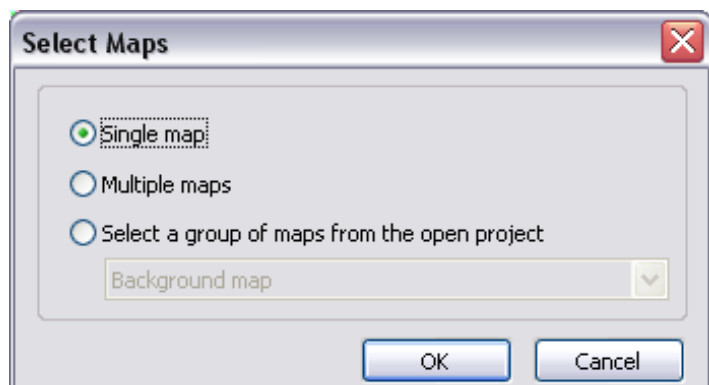 Select Maps
Single map
Multiple maps
Select a group of maps from the open project
Background map
OK Cancel